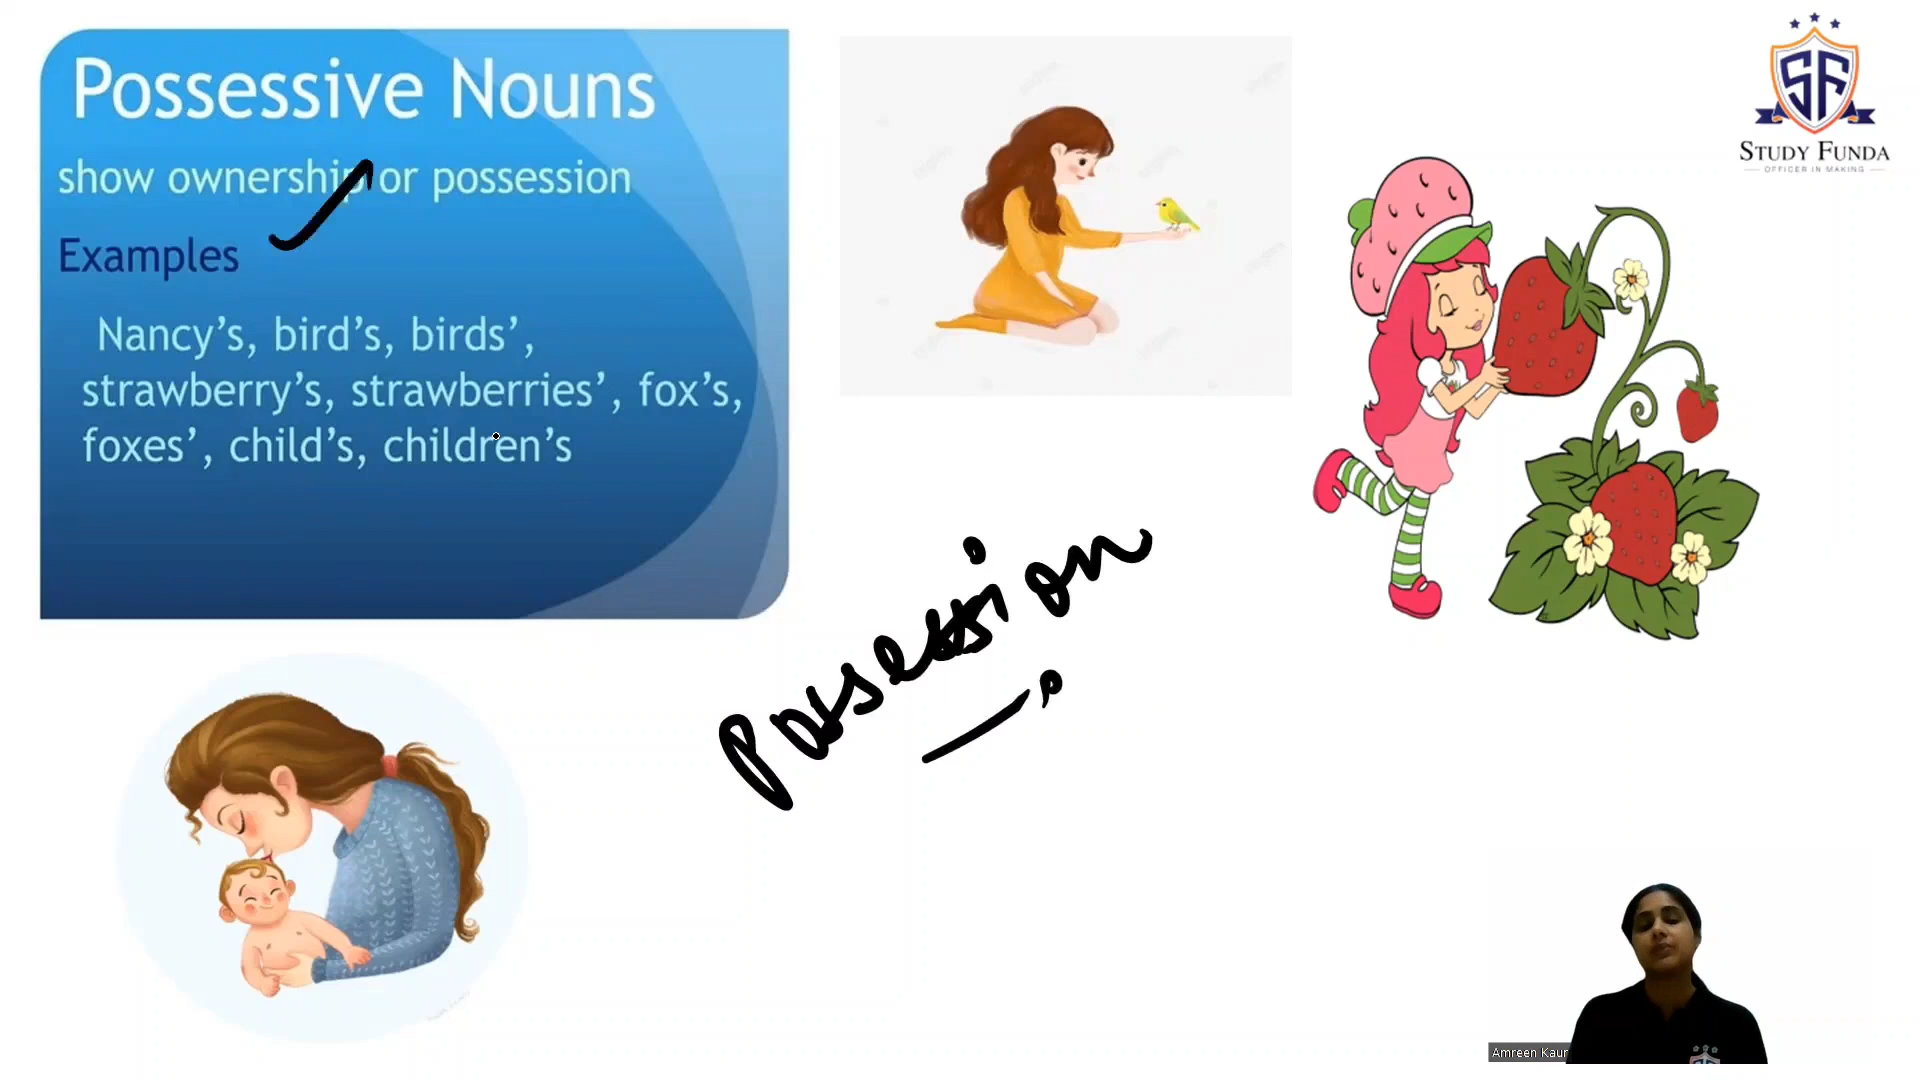 Possessive Nouns
show ownership or possession
Examples
Nancy’s, bird’s, birds’,
strawberry’s, strawberries’, fox’s,
foxes’, child’s, children’s
SF
STUDY FUNDA
OFFICER IN MAKING
Possession
Amreen Kaur